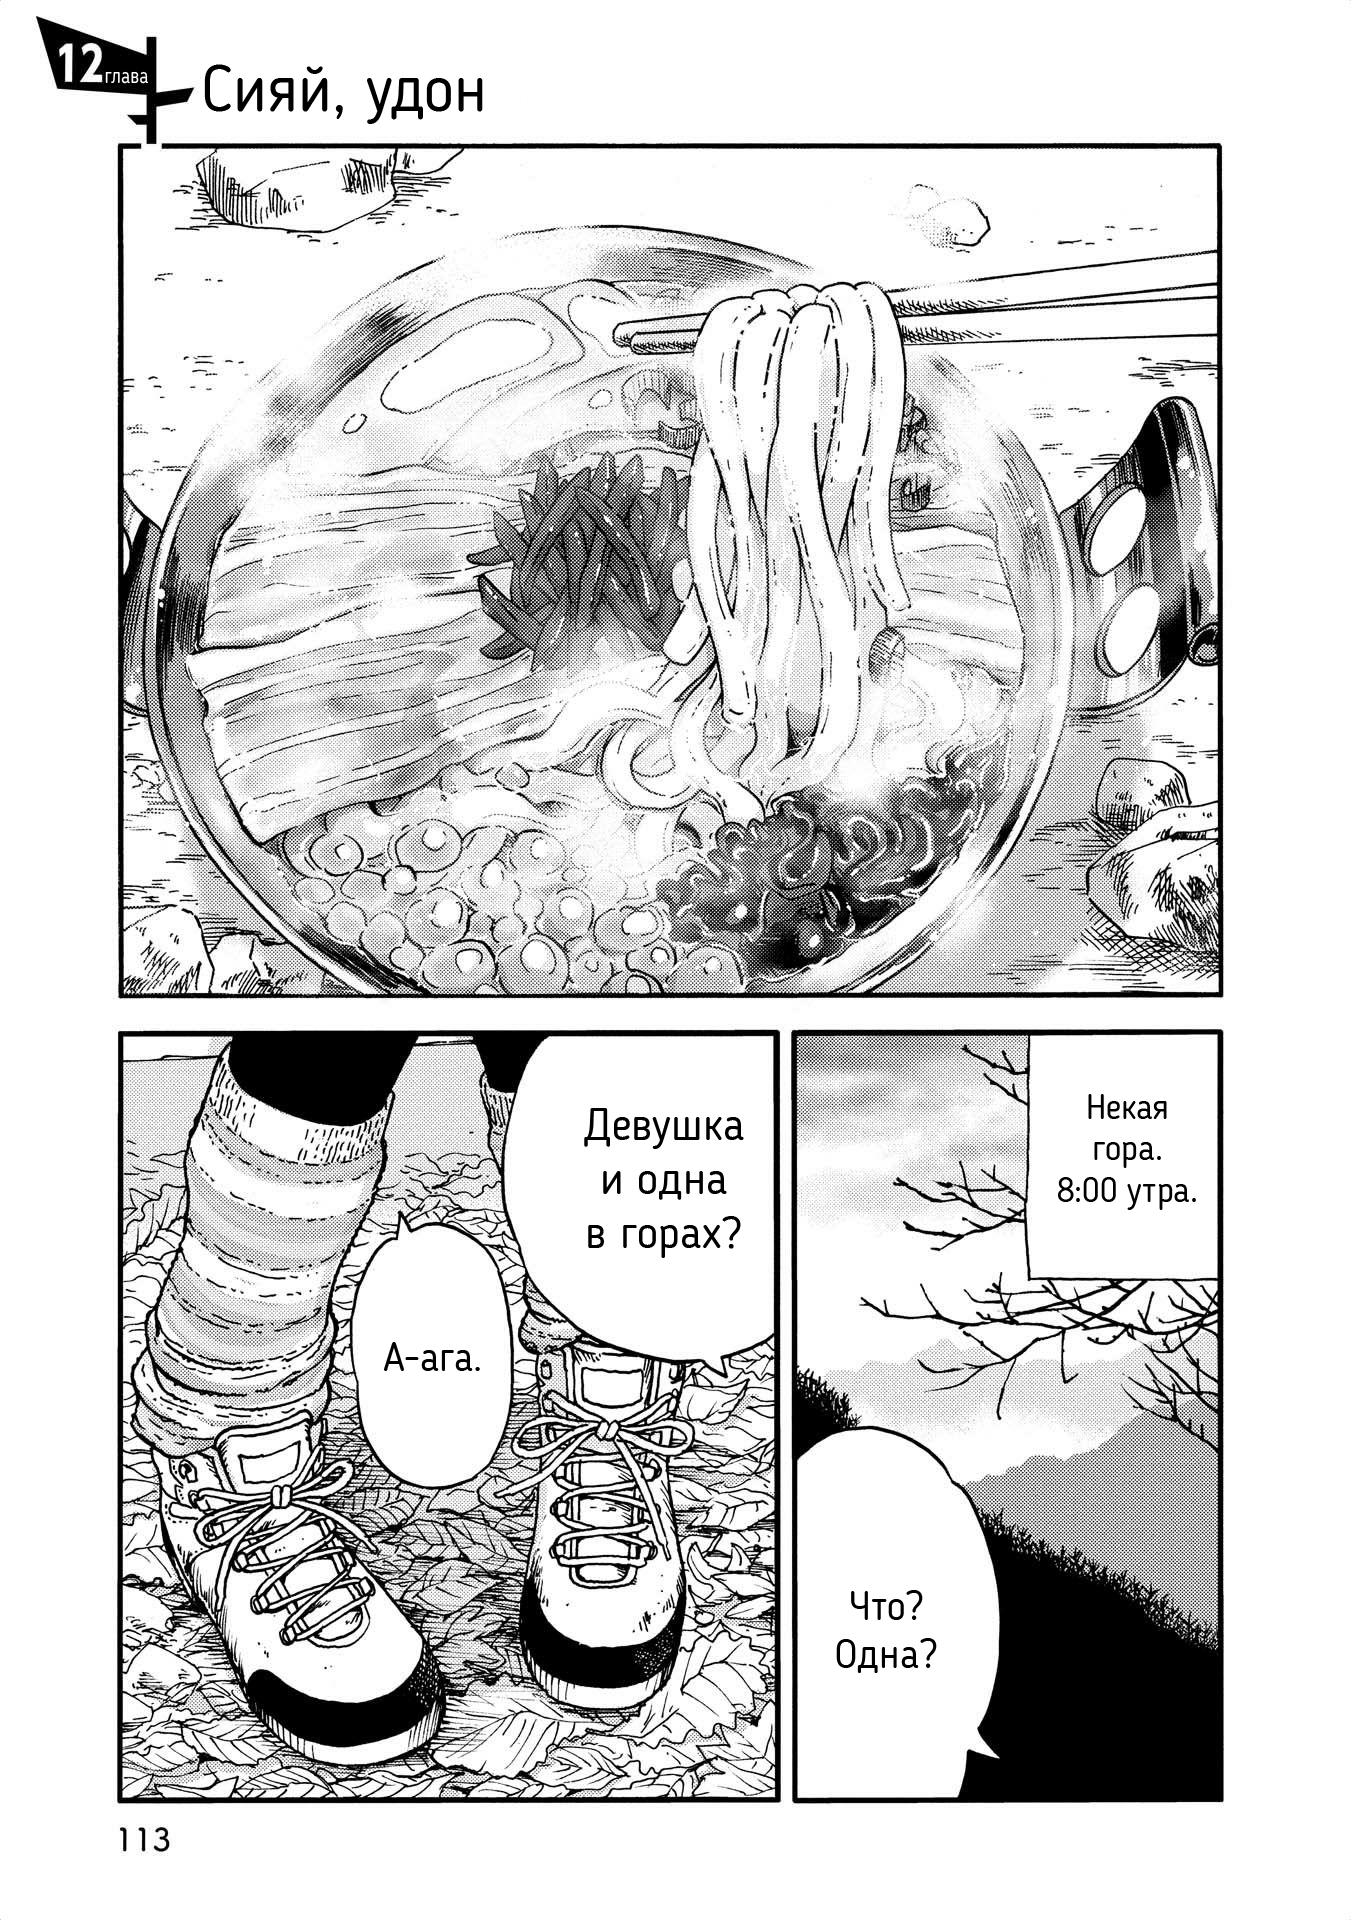 12 глава
Сияй, удон
Некая
гора.
8:00 утра.
Что?
Одна?
Девушка
и одна
в горах?
А-ага.
113